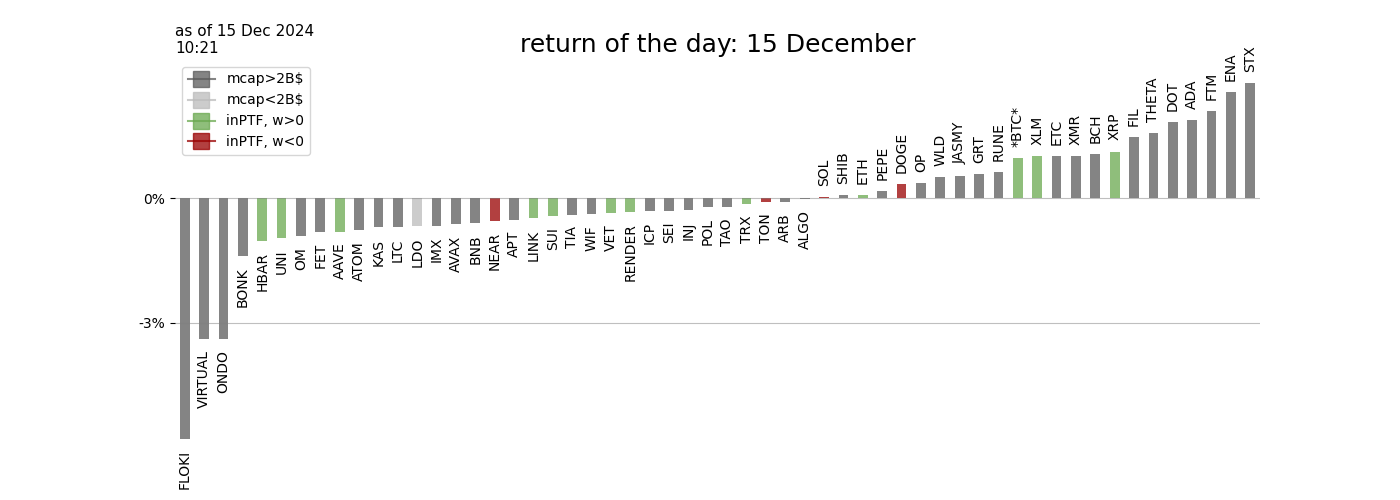 as of 15 Dec 2024
10:21
return of the day: 15 December
mcap>2B$
mcap<2B$
inPTF, w>0
inPTF, w<0
0%
-3%
FLOKI
VIRTUAL
ONDO
BONK
HBAR
UNI
OM
FET
AAVE
ATOM
KAS
LTC
LDO
IMX
AVAX
BNB
NEAR
APT
LINK
SUI
TIA
WIF
VET
RENDER
ICP
SEI
INJ
POL
TAO
TRX
TON
ARB
ALGO
SOL
SHIB
ETH
PEPE
DOGE
OP
WLD
JASMY
GRT
RUNE
*BTC*
XLM
ETC
XMR
BCH
XRP
FIL
THETA
DOT
ADA
FTM
ENA
STX